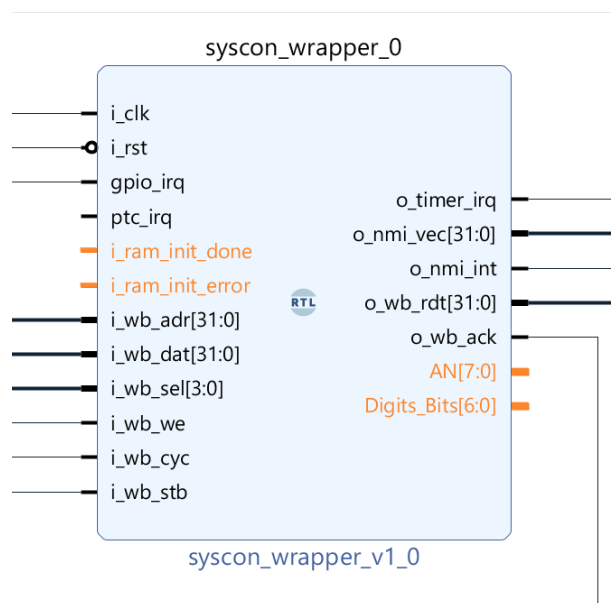 syscon_wrapper_0
i_clk
i_rst
gpio_irq
ptc_irq
i_ram_init_done
i_ram_init_error
i_wb_adr[31:0]
i_wb_dat[31:0]
i_wb_sel[3:0]
i_wb_we
i_wb_cyc
i_wb_stb
RTL
o_timer_irq
o_nmi_vec[31:0]
o_nmi_int
o_wb_rdt[31:0]
o_wb_ack
AN[7:0]
Digits_Bits[6:0]
syscon_wrapper_v1_0